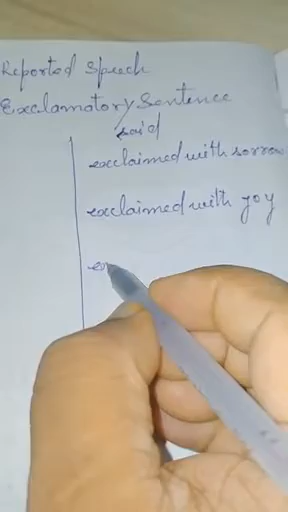 Reported Speech
Exclamatory Sentence
said
exclaimed with sorrow
exclaimed with joy